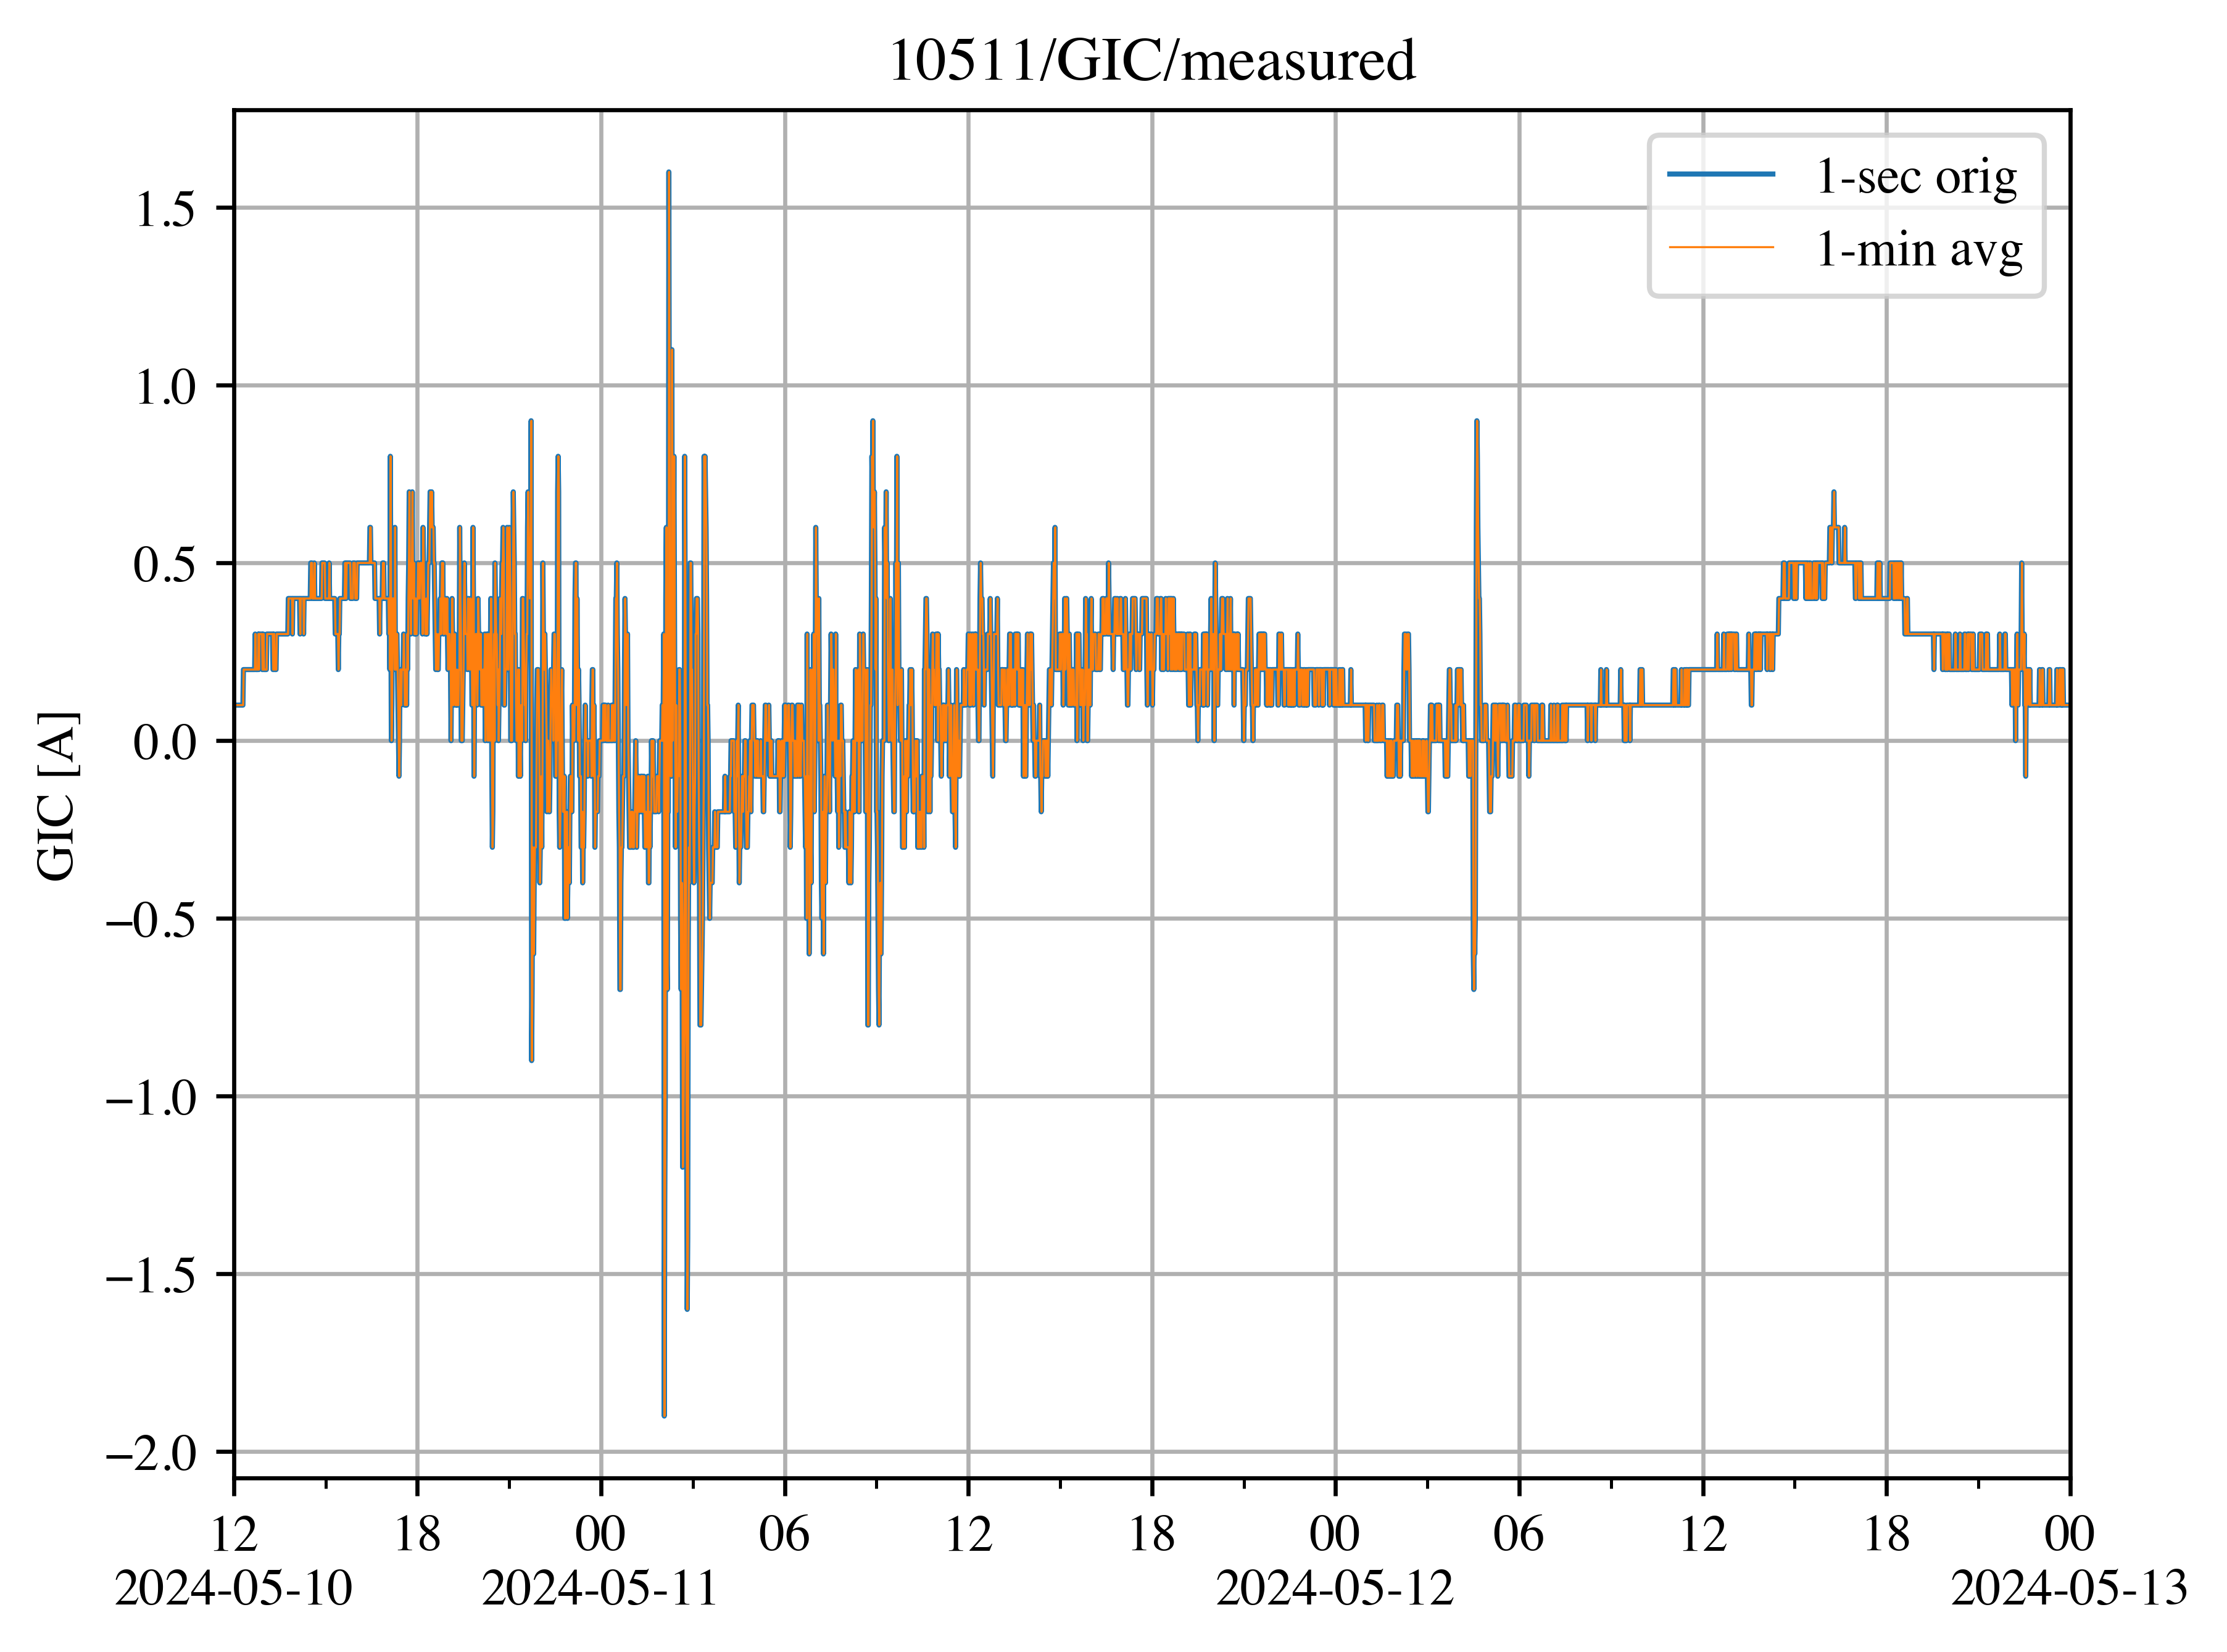 10511/GIC/measured
1-sec orig
1-min avg
1.5
1.0
0.5
0.0
−0.5
−1.0
−1.5
−2.0
GIC [A]
12 18 00 06 12 18 00 06 12 18 00
2024-05-10 2024-05-11 2024-05-12 2024-05-13